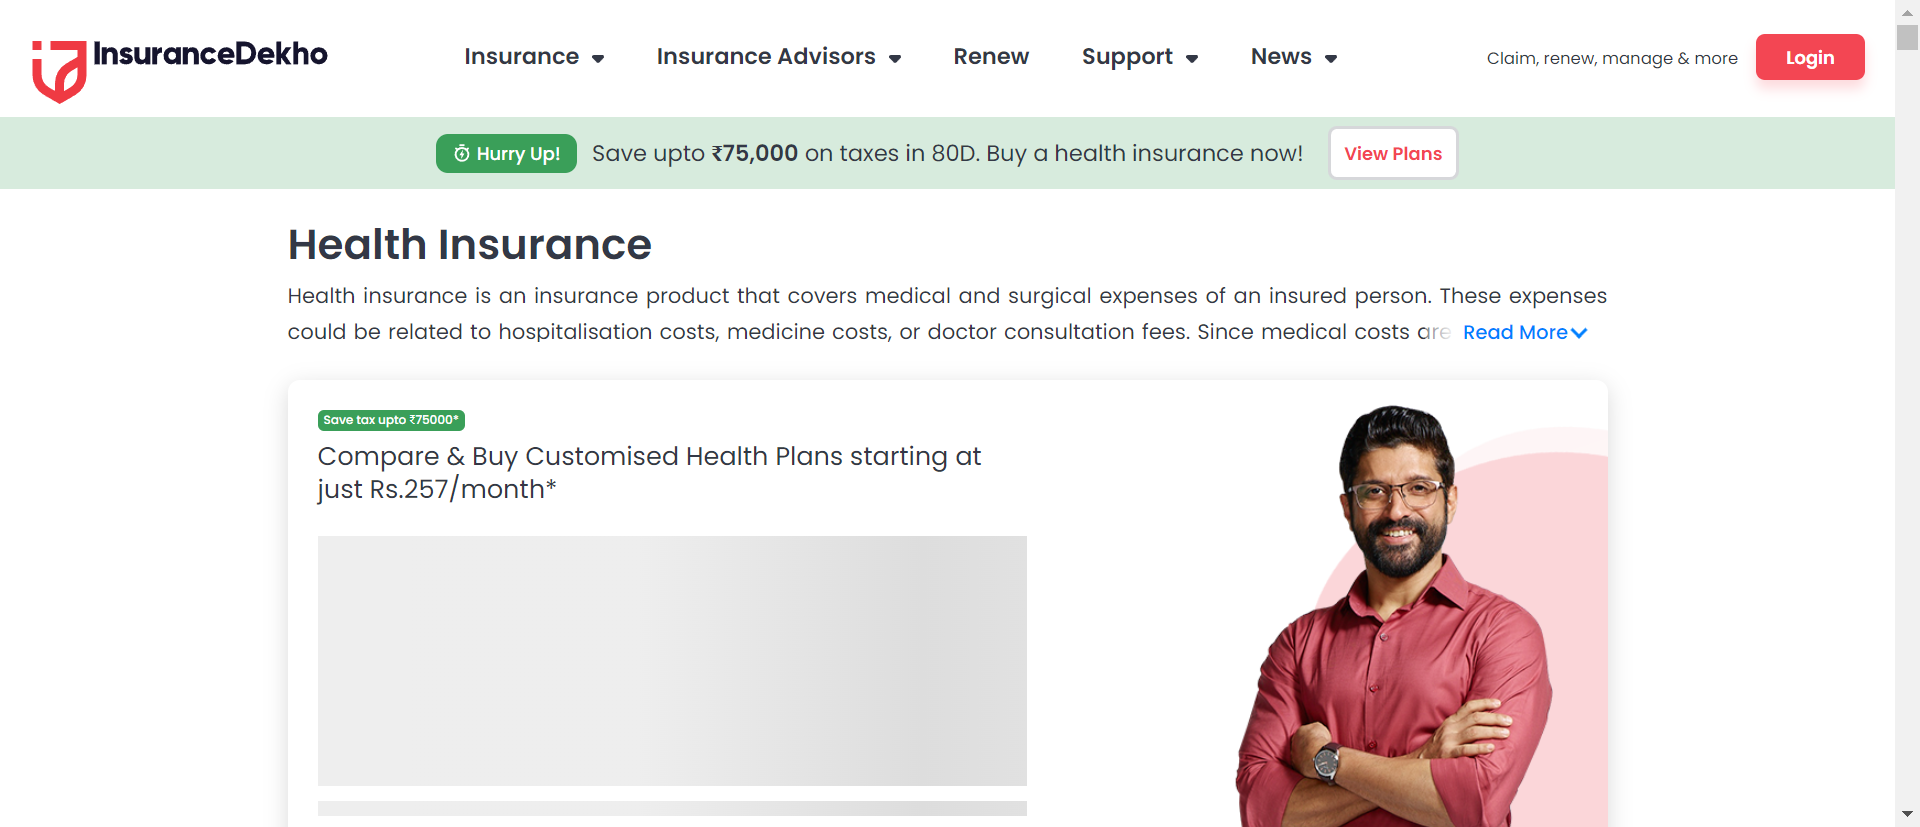 InsuranceDekho
Insurance
Insurance Advisors
Renew
Support
News
Claim, renew, manage & more
Login
Hurry Up!
Save upto ₹75,000 on taxes in 80D. Buy a health insurance now!
View Plans
Health Insurance
Health insurance is an insurance product that covers medical and surgical expenses of an insured person. These expenses
could be related to hospitalisation costs, medicine costs, or doctor consultation fees. Since medical costs are Read More
Save tax upto ₹75000*
Compare & Buy Customised Health Plans starting at
just Rs.257/month*